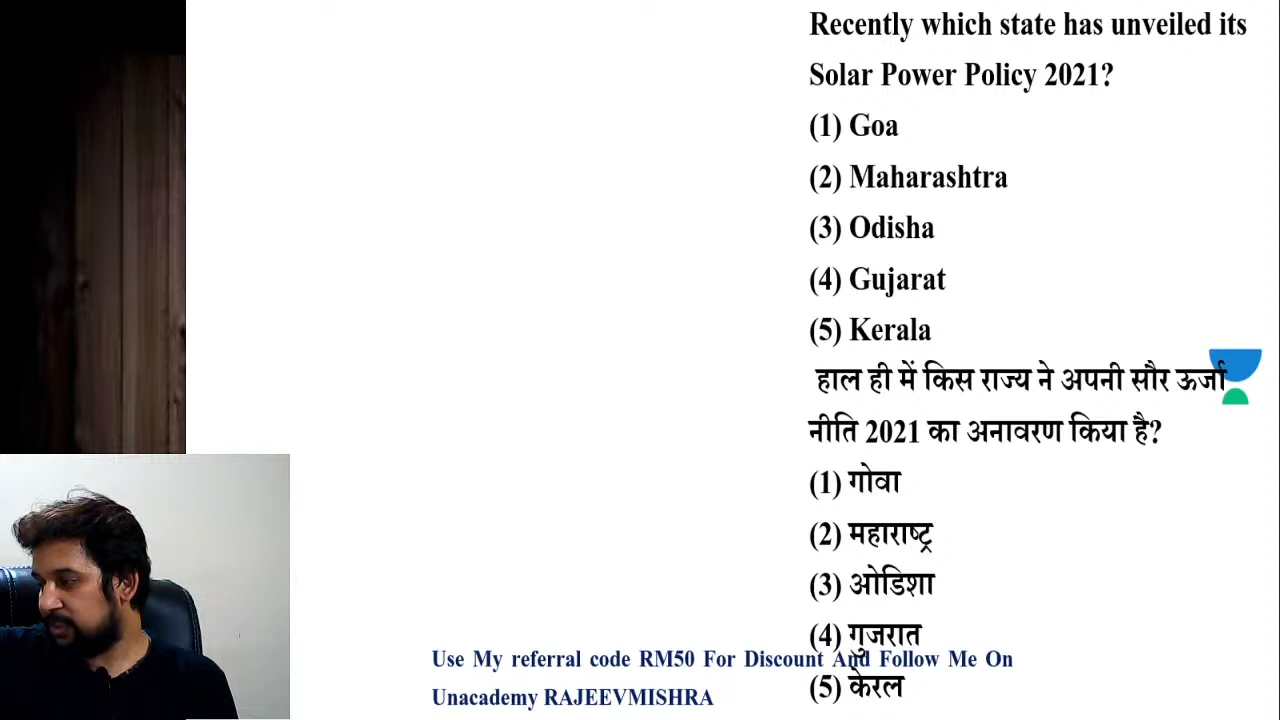 Recently which state has unveiled its
Solar Power Policy 2021?
(1) Goa
(2) Maharashtra
(3) Odisha
(4) Gujarat
(5) Kerala
हाल ही में किस राज्य ने अपनी सौर ऊर्जा
नीति 2021 का अनावरण किया है?
(1) गोवा
(2) महाराष्ट्र
(3) ओडिशा
(4) गुजरात
(5) केरल
Use My referral code RM50 For Discount And Follow Me On
Unacademy RAJEEVMISHRA